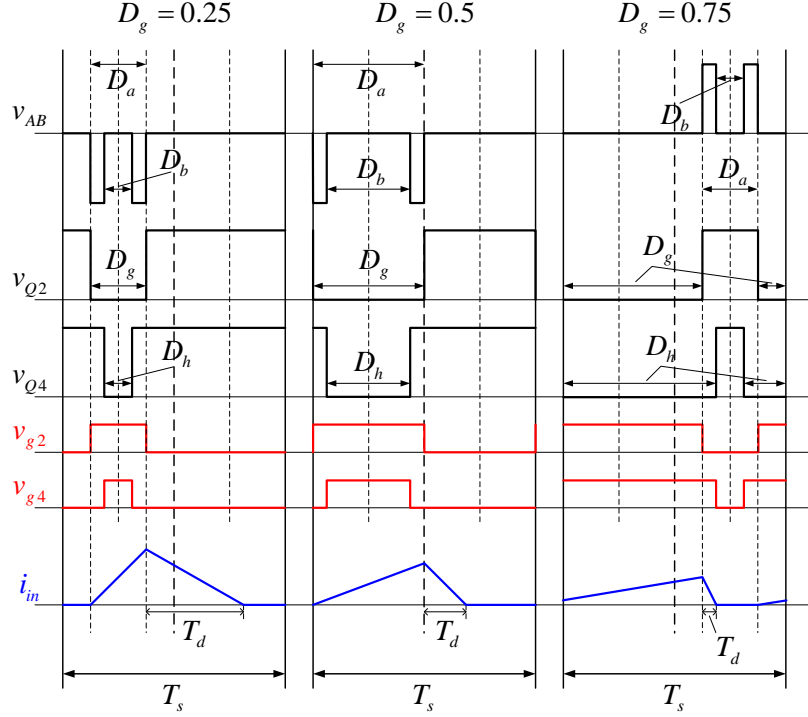 D_g = 0.25 D_g = 0.5 D_g = 0.75
D_a D_a
v_AB D_b
D_b D_b D_a
D_g D_g D_g
v_Q2
D_h D_h D_h
v_Q4
v_g2
v_g4
i_in
T_d T_d T_d
T_s T_s T_s